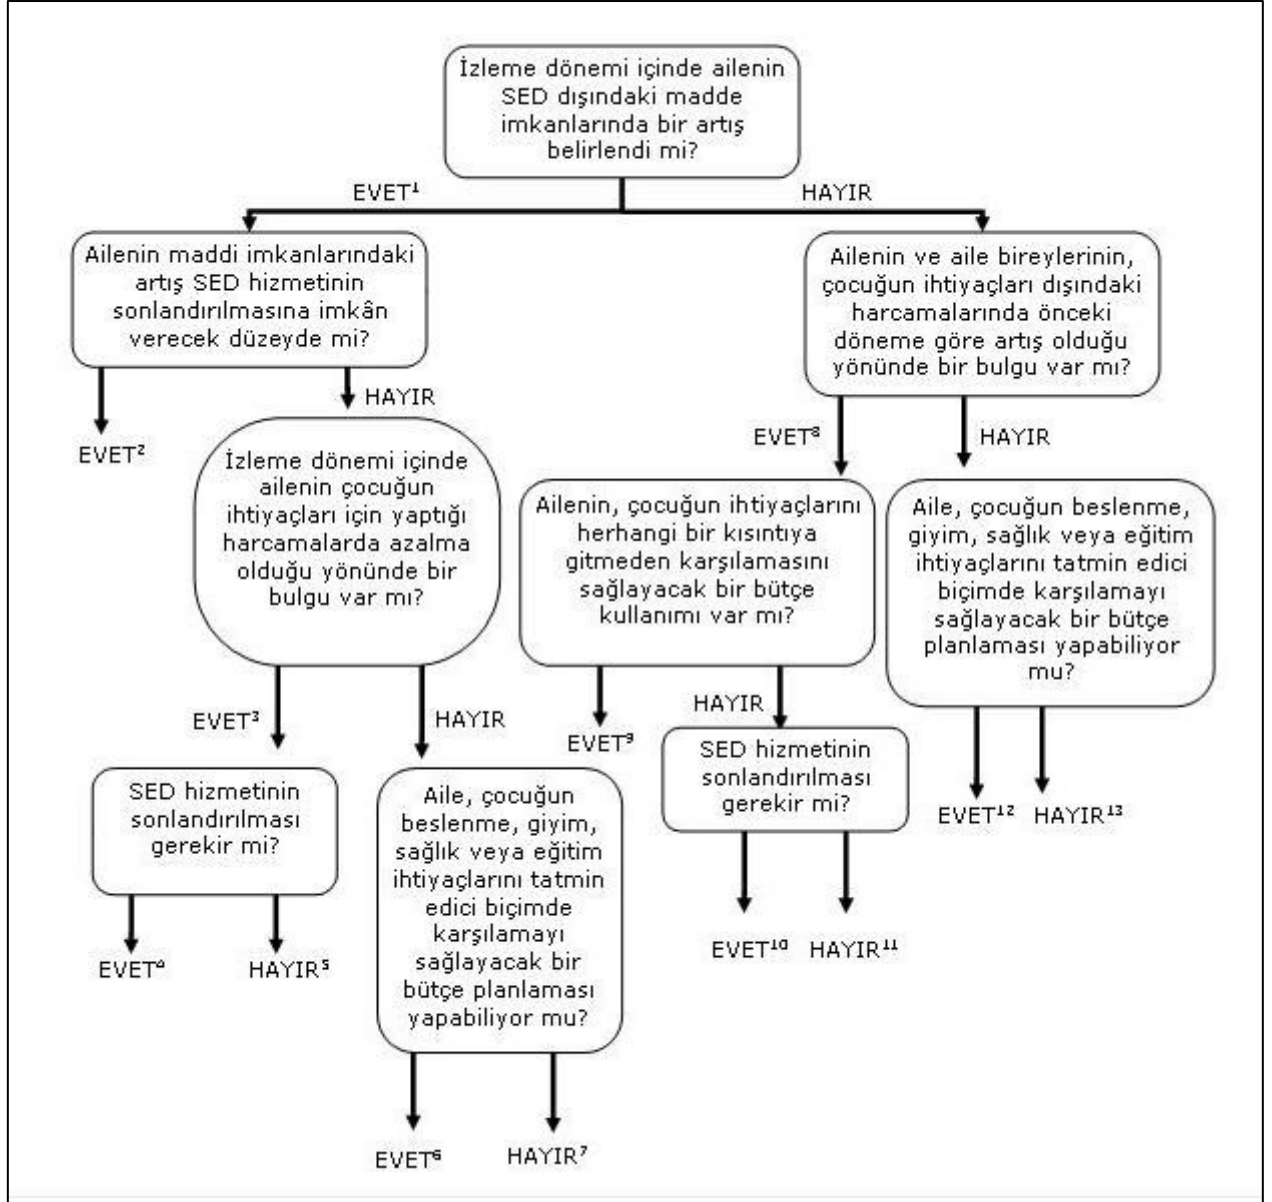 İzleme dönemi içinde ailenin
SED dışındaki madde
imkanlarında bir artış
belirlendi mi?
EVET¹
HAYIR
Ailenin maddi imkanlarındaki
artış SED hizmetinin
sonlandırılmasına imkân
verecek düzeyde mi?
Ailenin ve aile bireylerinin,
çocuğun ihtiyaçları dışındaki
harcamalarında önceki
döneme göre artış olduğu
yönünde bir bulgu var mı?
EVET²
HAYIR
EVET⁸
HAYIR
İzleme dönemi içinde
ailenin çocuğun
ihtiyaçları için yaptığı
harcamalarda azalma
olduğu yönünde bir
bulgu var mı?
Ailenin, çocuğun ihtiyaçlarını
herhangi bir kısıntıya
gitmeden karşılamasını
sağlayacak bir bütçe
kullanımı var mı?
Aile, çocuğun beslenme,
giyim, sağlık veya eğitim
ihtiyaçlarını tatmin edici
biçimde karşılamayı
sağlayacak bir bütçe
planlaması yapabiliyor
mu?
EVET³
HAYIR
EVET⁹
HAYIR
SED hizmetinin
sonlandırılması
gerekir mi?
Aile, çocuğun
beslenme, giyim,
sağlık veya eğitim
ihtiyaçlarını tatmin
edici biçimde
karşılamayı
sağlayacak bir
bütçe planlaması
yapabiliyor mu?
SED hizmetinin
sonlandırılması
gerekir mi?
EVET¹²
HAYIR¹³
EVET⁴
HAYIR⁵
EVET¹⁰
HAYIR¹¹
EVET⁶
HAYIR⁷